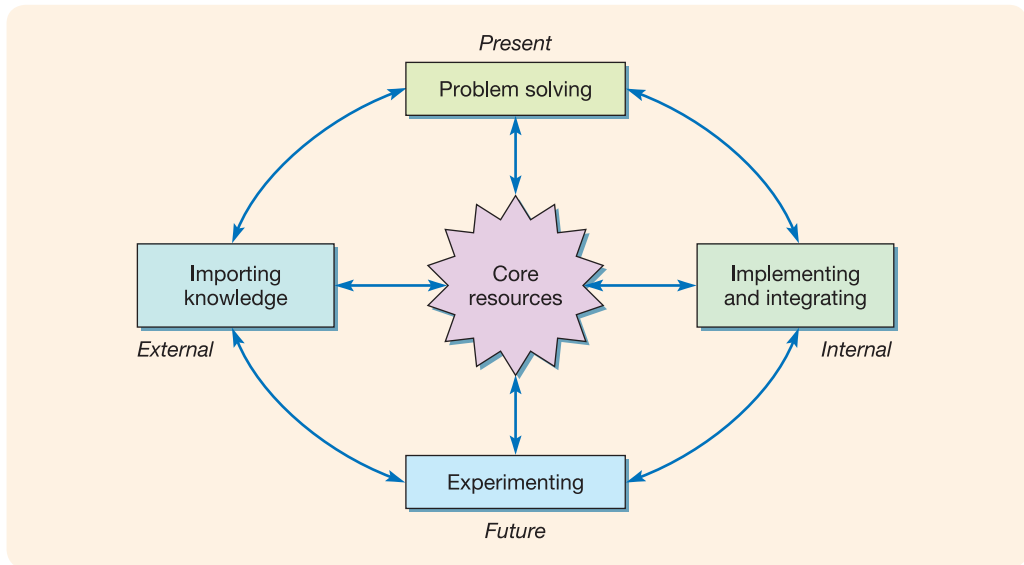 Present
Problem solving
Importing
knowledge
External
Core
resources
Implementing
and integrating
Internal
Experimenting
Future